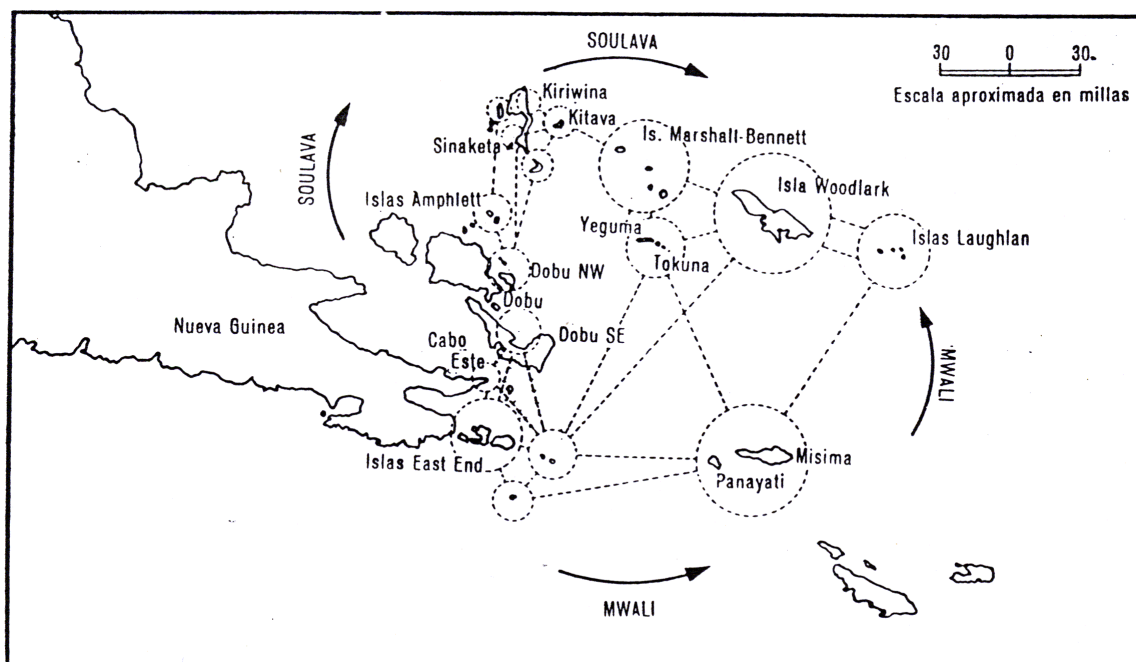 SOULAVA
30 0 30
Escala aproximada en millas
Kiriwina
Kitava
Sinaketa
Is. Marshall-Bennett
SOULAVA
Isla Woodlark
Islas Amphlett
Yeguma
Islas Laughlan
Tokuna
Dobu NW
Dobu
Nueva Guinea
Dobu SE
Cabo
Este
MWALI
Islas East End
Misima
Panayati
MWALI